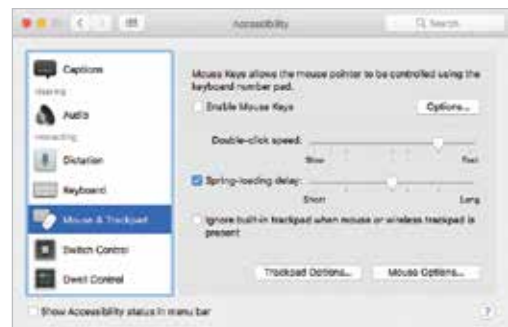 Accessibility
Search
Captions
Hearing
Audio
Interacting
Dictation
Keyboard
Mouse & Trackpad
Switch Control
Dwell Control
Mouse Keys allows the mouse pointer to be controlled using the
keyboard number pad.
Enable Mouse Keys
Options...
Double-click speed:
Slow
Fast
Spring-loading delay:
Short
Long
Ignore built-in trackpad when mouse or wireless trackpad is
present
Trackpad Options...
Mouse Options...
Show Accessibility status in menu bar
?